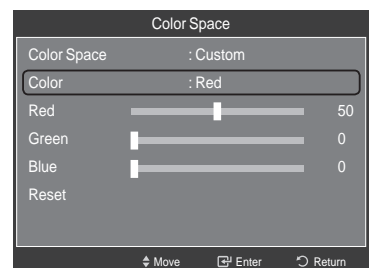 Color Space
Color Space : Custom
Color : Red
Red 50
Green 0
Blue 0
Reset
Move Enter Return